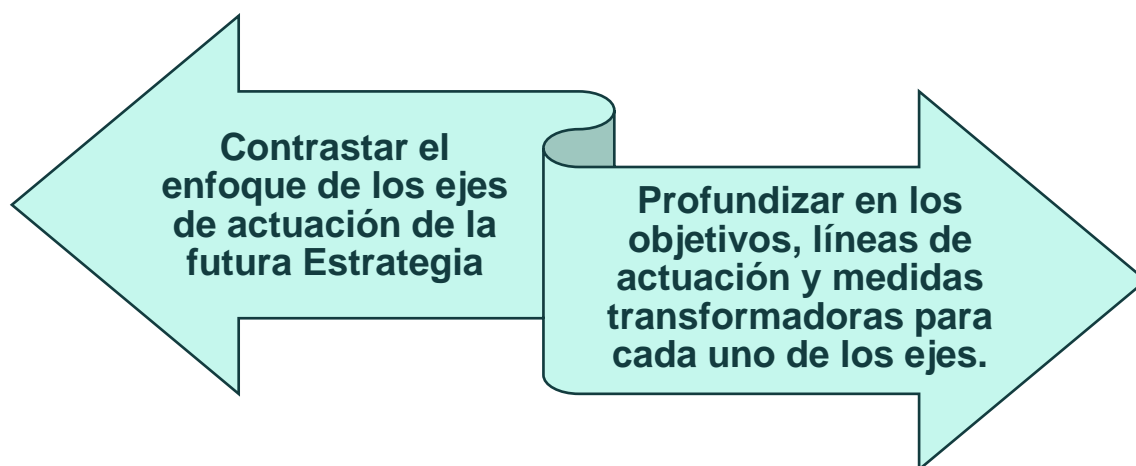 Contrastar el
enfoque de los ejes
de actuación de la
futura Estrategia
Profundizar en los
objetivos, líneas de
actuación y medidas
transformadoras para
cada uno de los ejes.